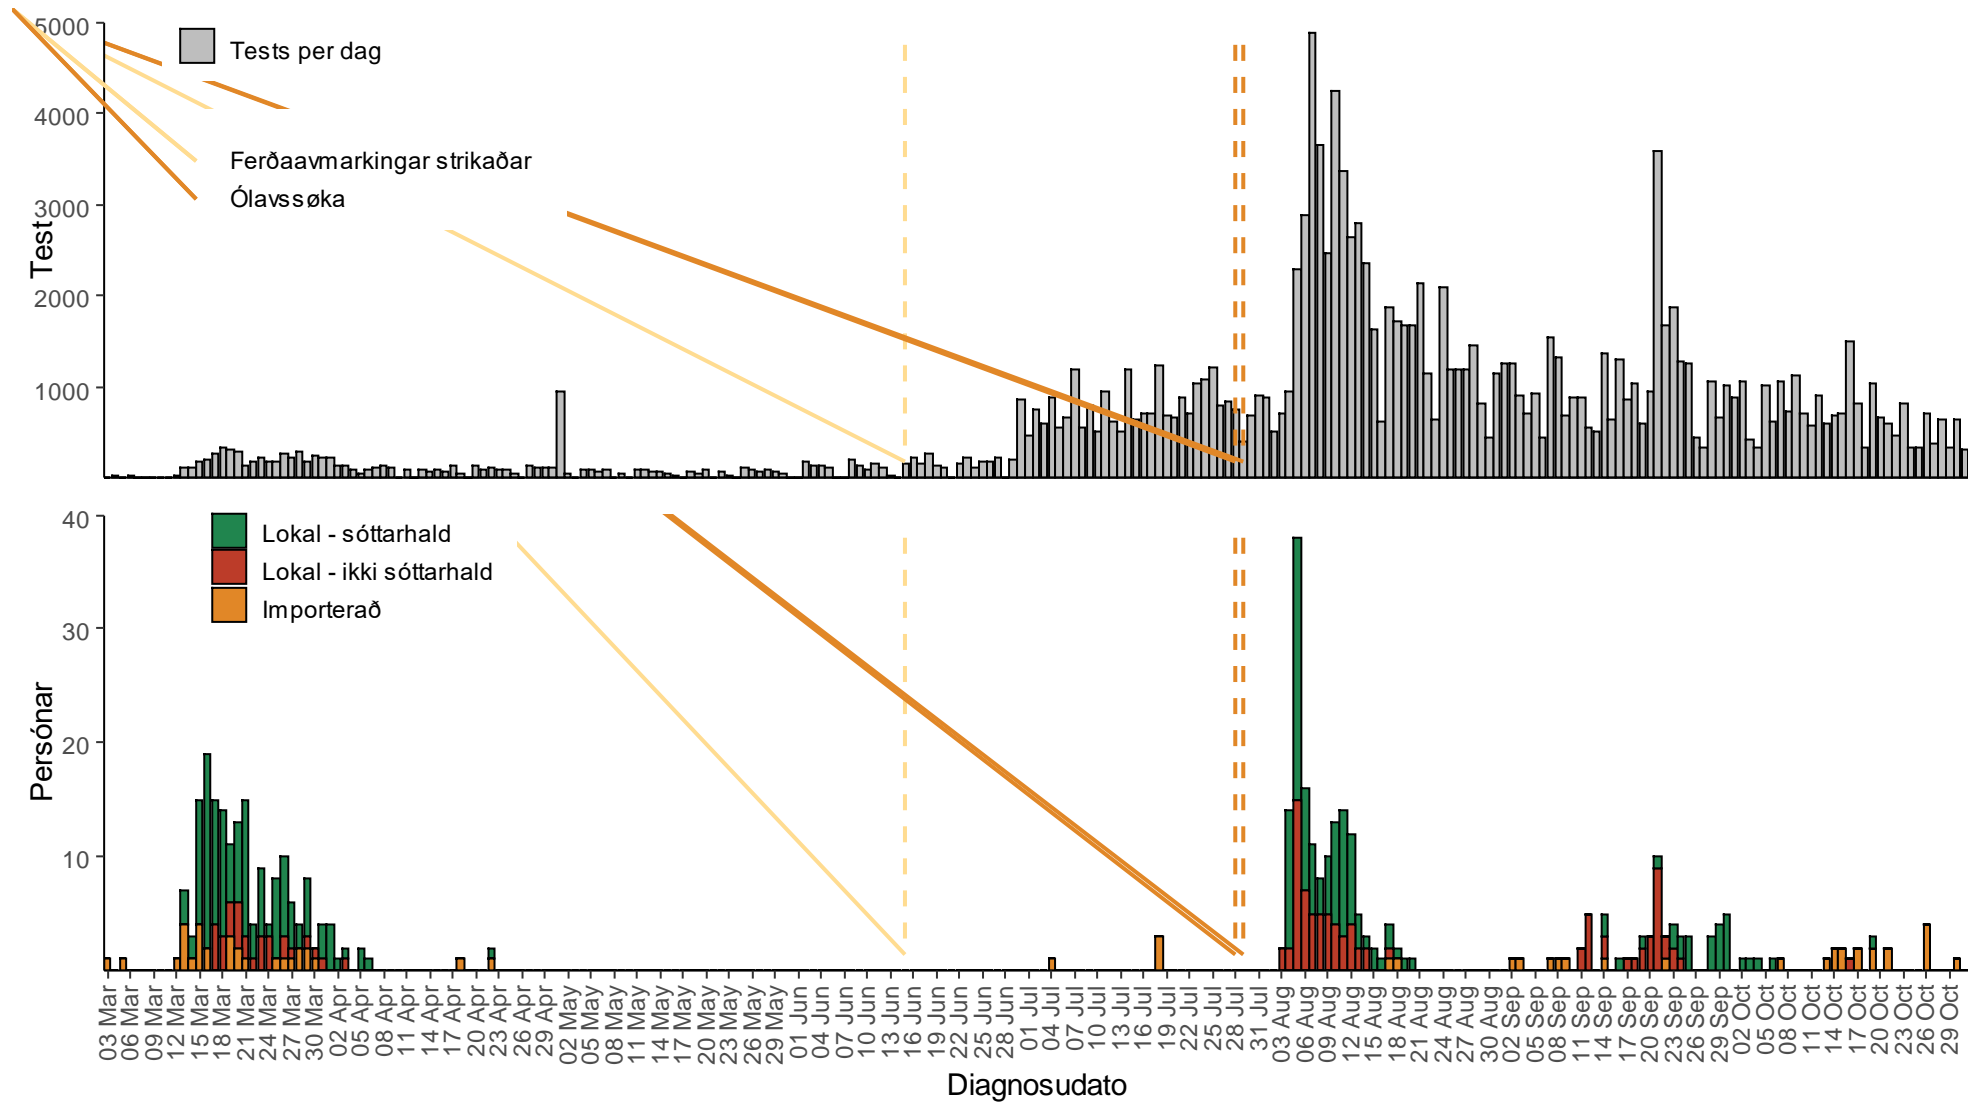 5000
4000
3000
2000
1000
Test
Tests per dag
Ferðaavmarkingar strikaðar
Ólavssøka
40
30
20
10
Persónar
Lokal - sóttarhald
Lokal - ikki sóttarhald
Importerað
03 Mar
06 Mar
09 Mar
12 Mar
15 Mar
18 Mar
21 Mar
24 Mar
27 Mar
30 Mar
02 Apr
05 Apr
08 Apr
11 Apr
14 Apr
17 Apr
20 Apr
23 Apr
26 Apr
29 Apr
02 May
05 May
08 May
11 May
14 May
17 May
20 May
23 May
26 May
29 May
01 Jun
04 Jun
07 Jun
10 Jun
13 Jun
16 Jun
19 Jun
22 Jun
25 Jun
28 Jun
01 Jul
04 Jul
07 Jul
10 Jul
13 Jul
16 Jul
19 Jul
22 Jul
25 Jul
28 Jul
31 Jul
03 Aug
06 Aug
09 Aug
12 Aug
15 Aug
18 Aug
21 Aug
24 Aug
27 Aug
30 Aug
02 Sep
05 Sep
08 Sep
11 Sep
14 Sep
17 Sep
20 Sep
23 Sep
26 Sep
29 Sep
02 Oct
05 Oct
08 Oct
11 Oct
14 Oct
17 Oct
20 Oct
23 Oct
26 Oct
29 Oct
Diagnosudato